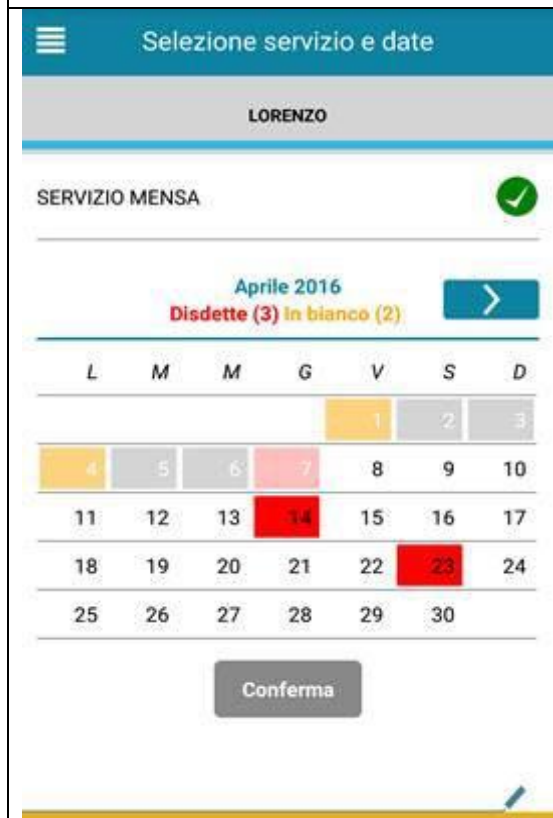 Selezione servizio e date
LORENZO
SERVIZIO MENSA
Aprile 2016
Disdette (3) In bianco (2)
L M M G V S D
1 2 3
4 5 6 7 8 9 10
11 12 13 14 15 16 17
18 19 20 21 22 23 24
25 26 27 28 29 30
Conferma